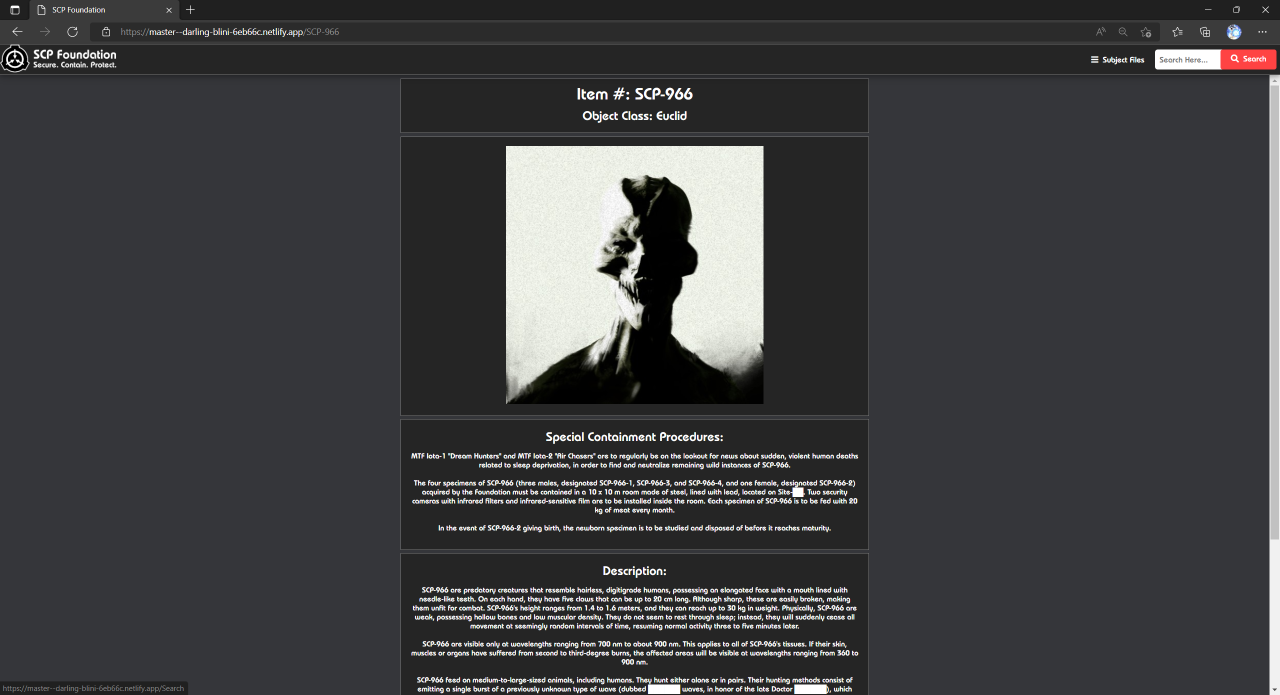 SCP Foundation
https://master--darling-blini-6eb66c.netlify.app/SCP-966
SCP Foundation
Secure. Contain. Protect.
Subject Files
Search Here...
Search
Item #: SCP-966
Object Class: Euclid
Special Containment Procedures:
MTF Iota-1 "Dream Hunters" and MTF Iota-2 "Air Chasers" are to regularly be on the lookout for news about sudden, violent human deaths
related to sleep deprivation, in order to find and neutralize remaining wild instances of SCP-966.
The four specimens of SCP-966 (three males, designated SCP-966-1, SCP-966-3, and SCP-966-4, and one female, designated SCP-966-2)
acquired by the Foundation must be contained in a 10 x 10 m room made of steel, lined with lead, located on Site-██. Two security
cameras with infrared filters and infrared-sensitive film are to be installed inside the room. Each specimen of SCP-966 is to be fed with 20
kg of meat every month.
In the event of SCP-966-2 giving birth, the newborn specimen is to be studied and disposed of before it reaches maturity.
Description:
SCP-966 are predatory creatures that resemble hairless, digitigrade humans, possessing an elongated face with a mouth lined with
needle-like teeth. On each hand, they have five claws that can be up to 20 cm long. Although sharp, these are easily broken, making
them unfit for combat. SCP-966's height ranges from 1.4 to 1.6 meters, and they can reach up to 30 kg in weight. Physically, SCP-966 are
weak, possessing hollow bones and low muscular density. They do not seem to rest through sleep; instead, they will suddenly cease all
movement at seemingly random intervals of time, resuming normal activity three to five minutes later.
SCP-966 are visible only at wavelengths ranging from 700 nm to about 900 nm. This applies to all of SCP-966's tissues. If their skin,
muscles or organs have suffered from second to third-degree burns, the affected areas will be visible at wavelengths ranging from 360 to
900 nm.
SCP-966 feed on medium-to-large-sized animals, including humans. They hunt either alone or in pairs. Their hunting methods consist of
emitting a single burst of a previously unknown type of wave (dubbed ██████ waves, in honor of the late Doctor ██████), which
https://master--darling-blini-6eb66c.netlify.app/Search